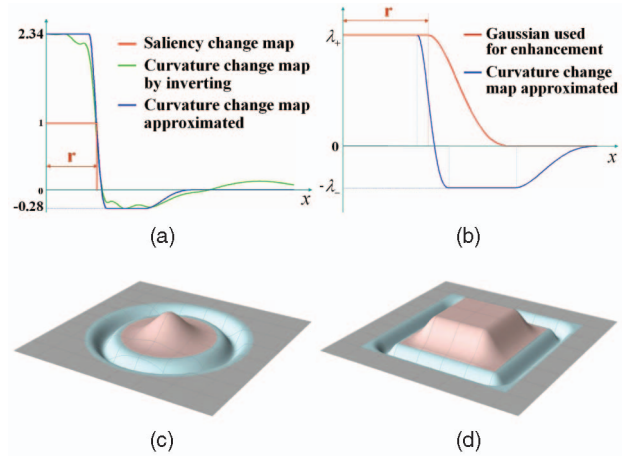 2.34
Saliency change map
Curvature change map
by inverting
Curvature change map
approximated
1
r
0
-0.28
x
(a)
r
λ+
Gaussian used
for enhancement
Curvature change
map approximated
0
x
-λ-
(b)
(c)
(d)